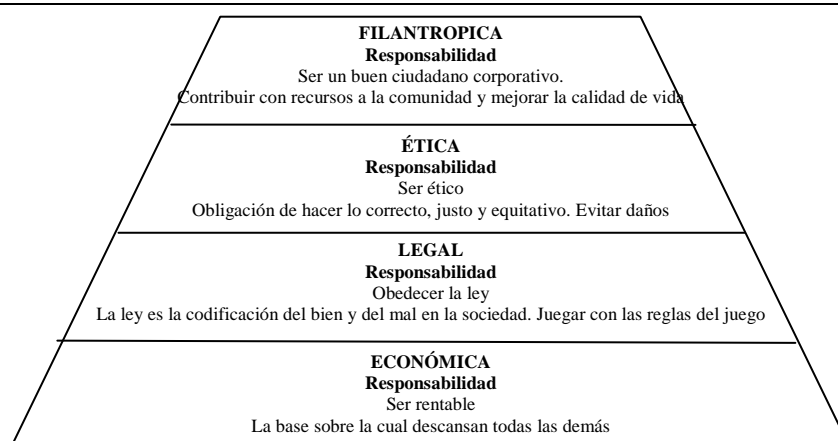 FILANTROPICA
Responsabilidad
Ser un buen ciudadano corporativo.
Contribuir con recursos a la comunidad y mejorar la calidad de vida
ÉTICA
Responsabilidad
Ser ético
Obligación de hacer lo correcto, justo y equitativo. Evitar daños
LEGAL
Responsabilidad
Obedecer la ley
La ley es la codificación del bien y del mal en la sociedad. Juegar con las reglas del juego
ECONÓMICA
Responsabilidad
Ser rentable
La base sobre la cual descansan todas las demás